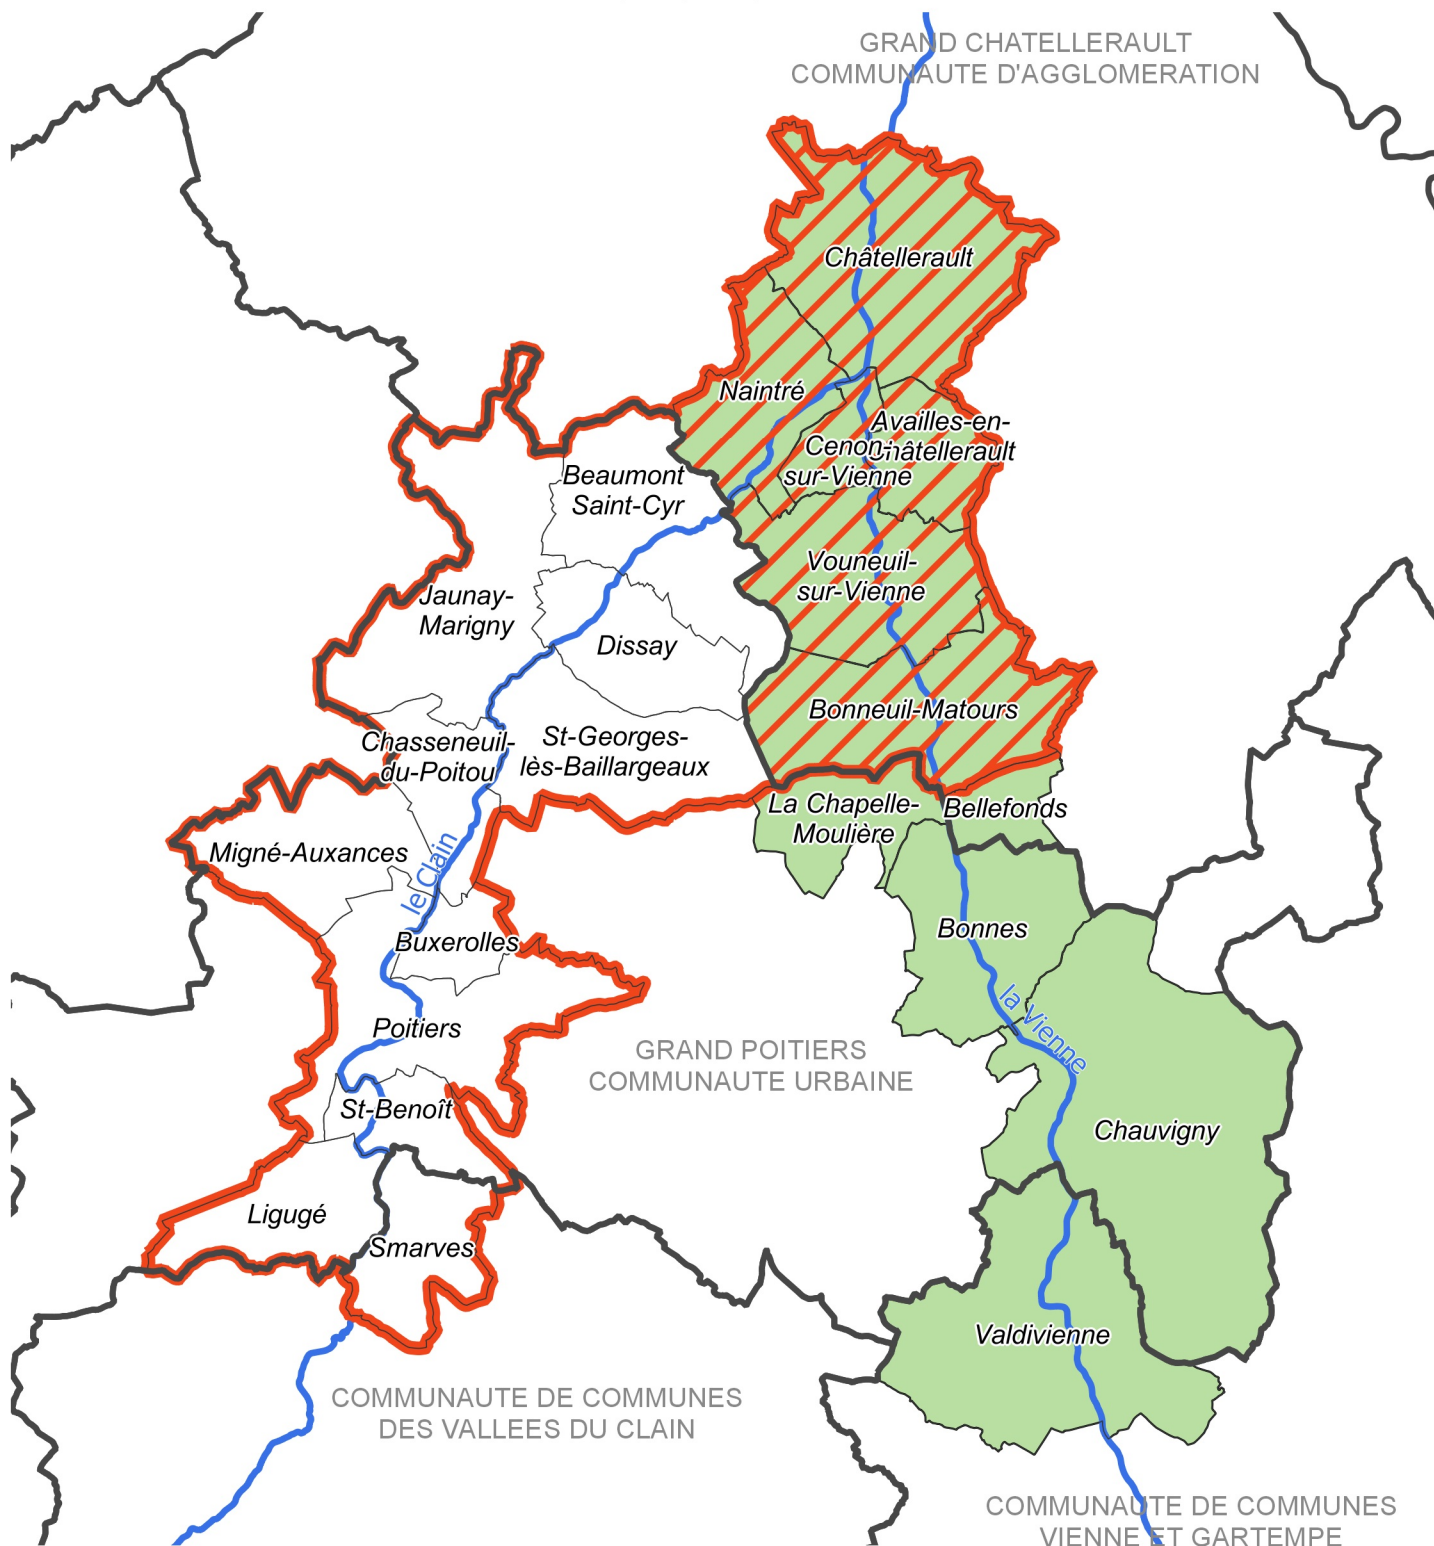 GRAND CHATELLERAULT
COMMUNAUTE D'AGGLOMERATION
Châtellerault
Naintré
Availles-en-
Châtellerault
Cenon-
sur-Vienne
Beaumont
Saint-Cyr
Vouneuil-
sur-Vienne
Jaunay-
Marigny
Dissay
Bonneuil-Matours
Chasseneuil-
du-Poitou
St-Georges-
lès-Baillargeaux
La Chapelle-
Moulière
Bellefonds
Migné-Auxances
le Clain
Buxerolles
Bonnes
Poitiers
la Vienne
GRAND POITIERS
COMMUNAUTE URBAINE
St-Benoît
Chauvigny
Ligugé
Smarves
Valdivienne
COMMUNAUTE DE COMMUNES
DES VALLEES DU CLAIN
COMMUNAUTE DE COMMUNES
VIENNE ET GARTEMPE